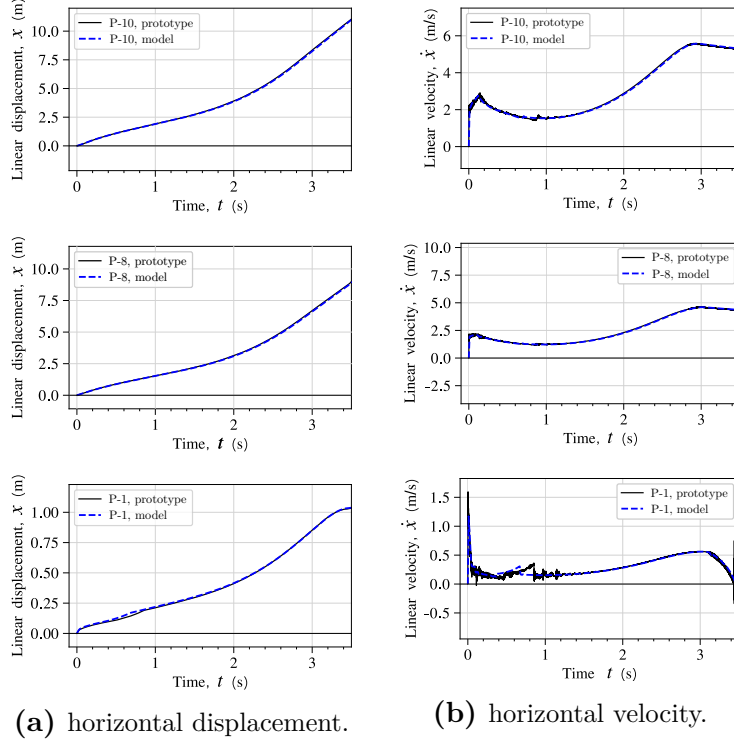 Linear displacement, x (m)
10.0
7.5
5.0
2.5
0.0
P-10, prototype
P-10, model
0 1 2 3
Time, t (s)
Linear velocity, ẋ (m/s)
6
4
2
0
P-10, prototype
P-10, model
0 1 2 3
Time, t (s)
Linear displacement, x (m)
10.0
7.5
5.0
2.5
0.0
P-8, prototype
P-8, model
0 1 2 3
Time, t (s)
Linear velocity, ẋ (m/s)
10.0
7.5
5.0
2.5
0.0
-2.5
P-8, prototype
P-8, model
0 1 2 3
Time, t (s)
Linear displacement, x (m)
1.00
0.75
0.50
0.25
0.00
P-1, prototype
P-1, model
0 1 2 3
Time, t (s)
Linear velocity, ẋ (m/s)
1.5
1.0
0.5
0.0
-0.5
P-1, prototype
P-1, model
0 1 2 3
Time t (s)
(a) horizontal displacement.
(b) horizontal velocity.